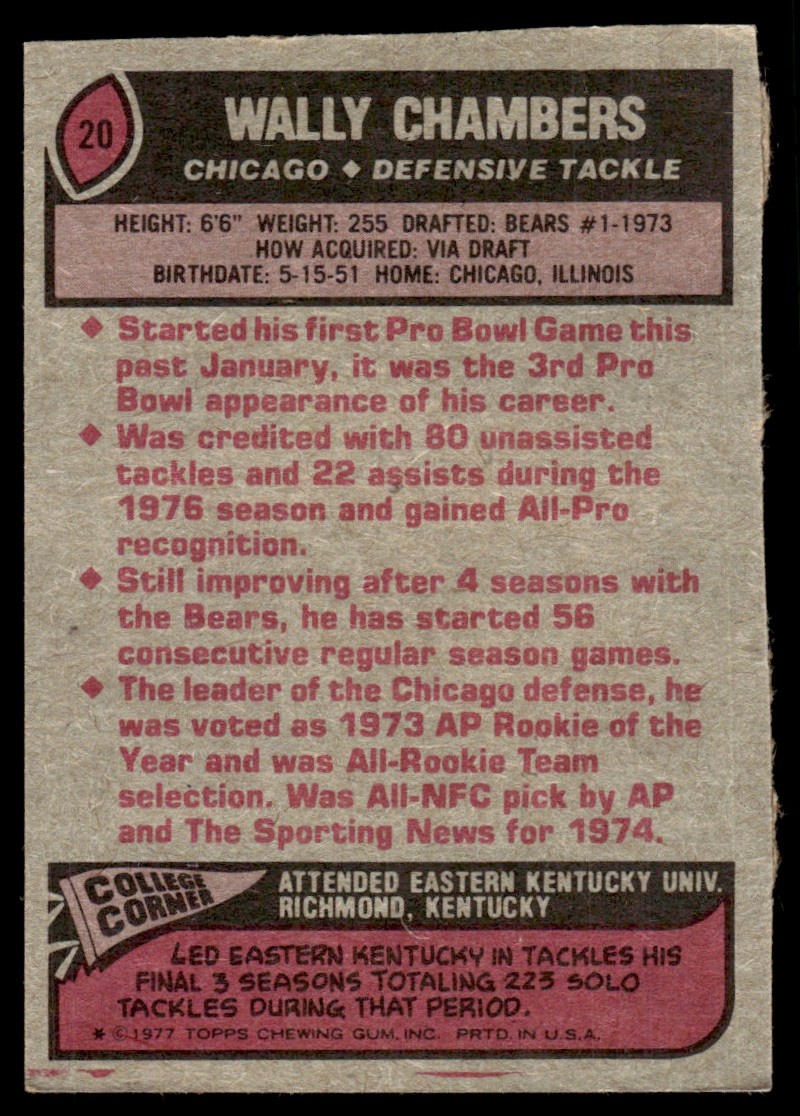 20
WALLY CHAMBERS
CHICAGO ♦ DEFENSIVE TACKLE
HEIGHT: 6'6" WEIGHT: 255 DRAFTED: BEARS #1-1973
HOW ACQUIRED: VIA DRAFT
BIRTHDATE: 5-15-51 HOME: CHICAGO, ILLINOIS
♦ Started his first Pro Bowl Game this
past January, it was the 3rd Pro
Bowl appearance of his career.
♦ Was credited with 80 unassisted
tackles and 22 assists during the
1976 season and gained All-Pro
recognition.
♦ Still improving after 4 seasons with
the Bears, he has started 56
consecutive regular season games.
♦ The leader of the Chicago defense, he
was voted as 1973 AP Rookie of the
Year and was All-Rookie Team
selection. Was All-NFC pick by AP
and The Sporting News for 1974.
COLLEGE
CORNER
ATTENDED EASTERN KENTUCKY UNIV.
RICHMOND, KENTUCKY
LED EASTERN KENTUCKY IN TACKLES HIS
FINAL 3 SEASONS TOTALING 223 SOLO
TACKLES DURING THAT PERIOD.
* © 1977 TOPPS CHEWING GUM, INC. PRTD. IN U.S.A.